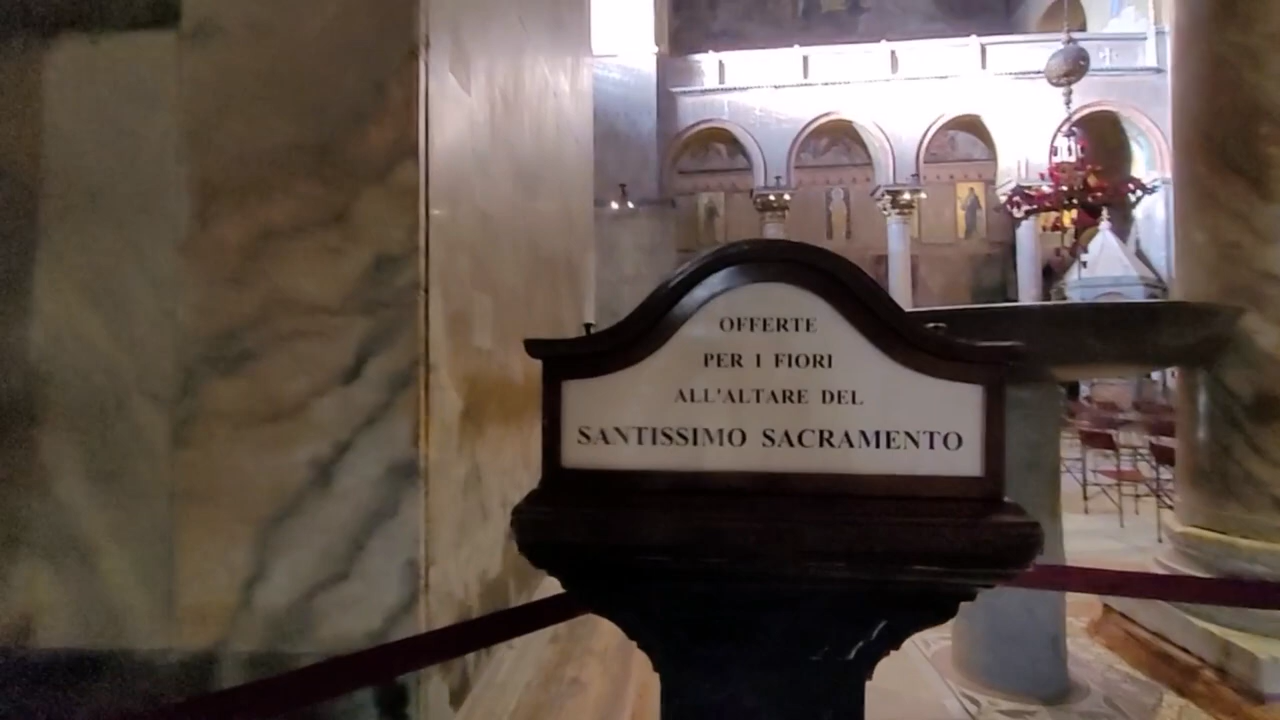 OFFERTE
PER I FIORI
ALL'ALTARE DEL
SANTISSIMO SACRAMENTO